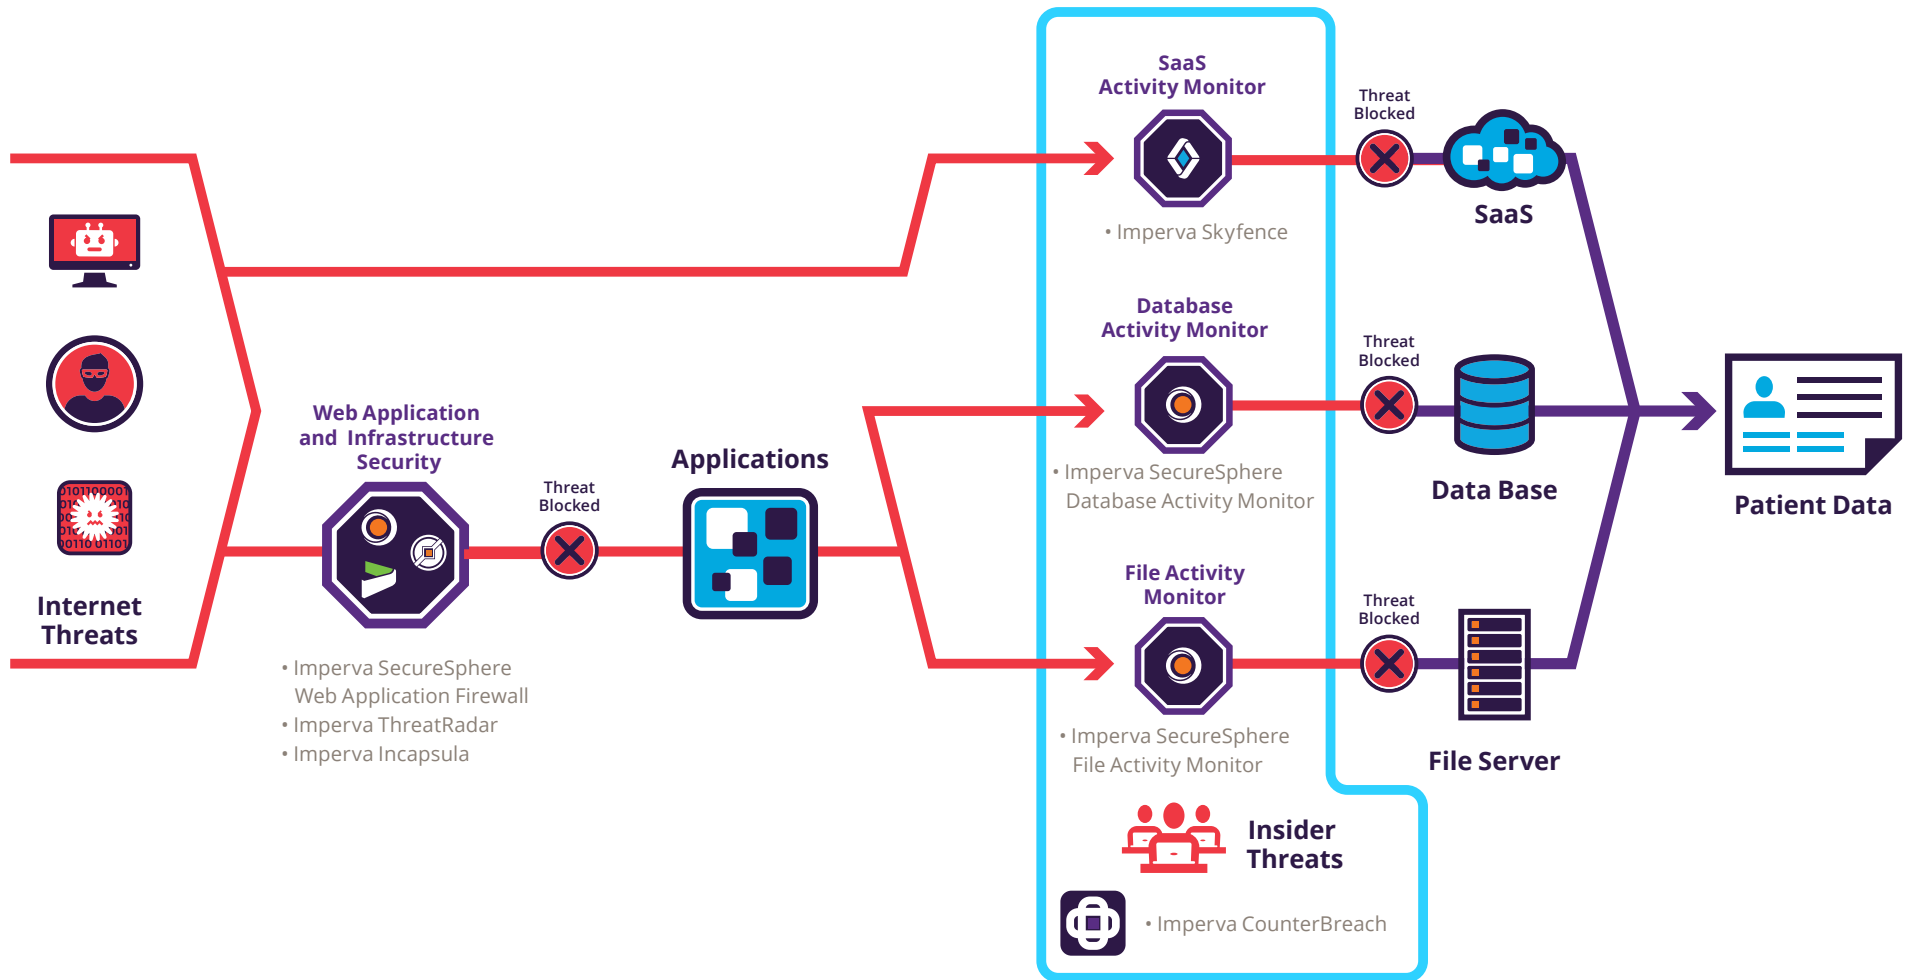 SaaS
Activity Monitor
Threat
Blocked
SaaS
• Imperva Skyfence
Database
Activity Monitor
Threat
Blocked
• Imperva SecureSphere
Database Activity Monitor
Data Base
Patient Data
Web Application
and Infrastructure
Security
Threat
Blocked
Applications
Internet
Threats
• Imperva SecureSphere
Web Application Firewall
• Imperva ThreatRadar
• Imperva Incapsula
File Activity
Monitor
Threat
Blocked
• Imperva SecureSphere
File Activity Monitor
File Server
Insider
Threats
• Imperva CounterBreach